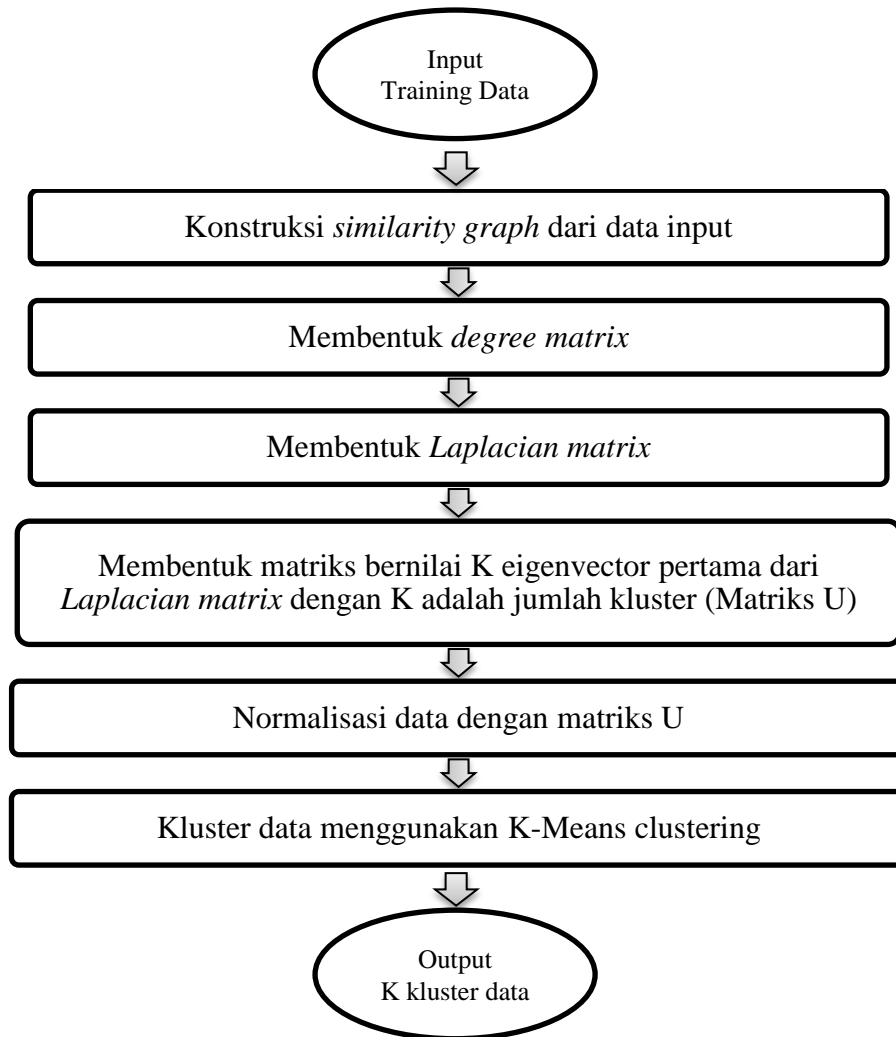 Input
Training Data
Konstruksi similarity graph dari data input
Membentuk degree matrix
Membentuk Laplacian matrix
Membentuk matriks bernilai K eigenvector pertama dari
Laplacian matrix dengan K adalah jumlah kluster (Matriks U)
Normalisasi data dengan matriks U
Kluster data menggunakan K-Means clustering
Output
K kluster data